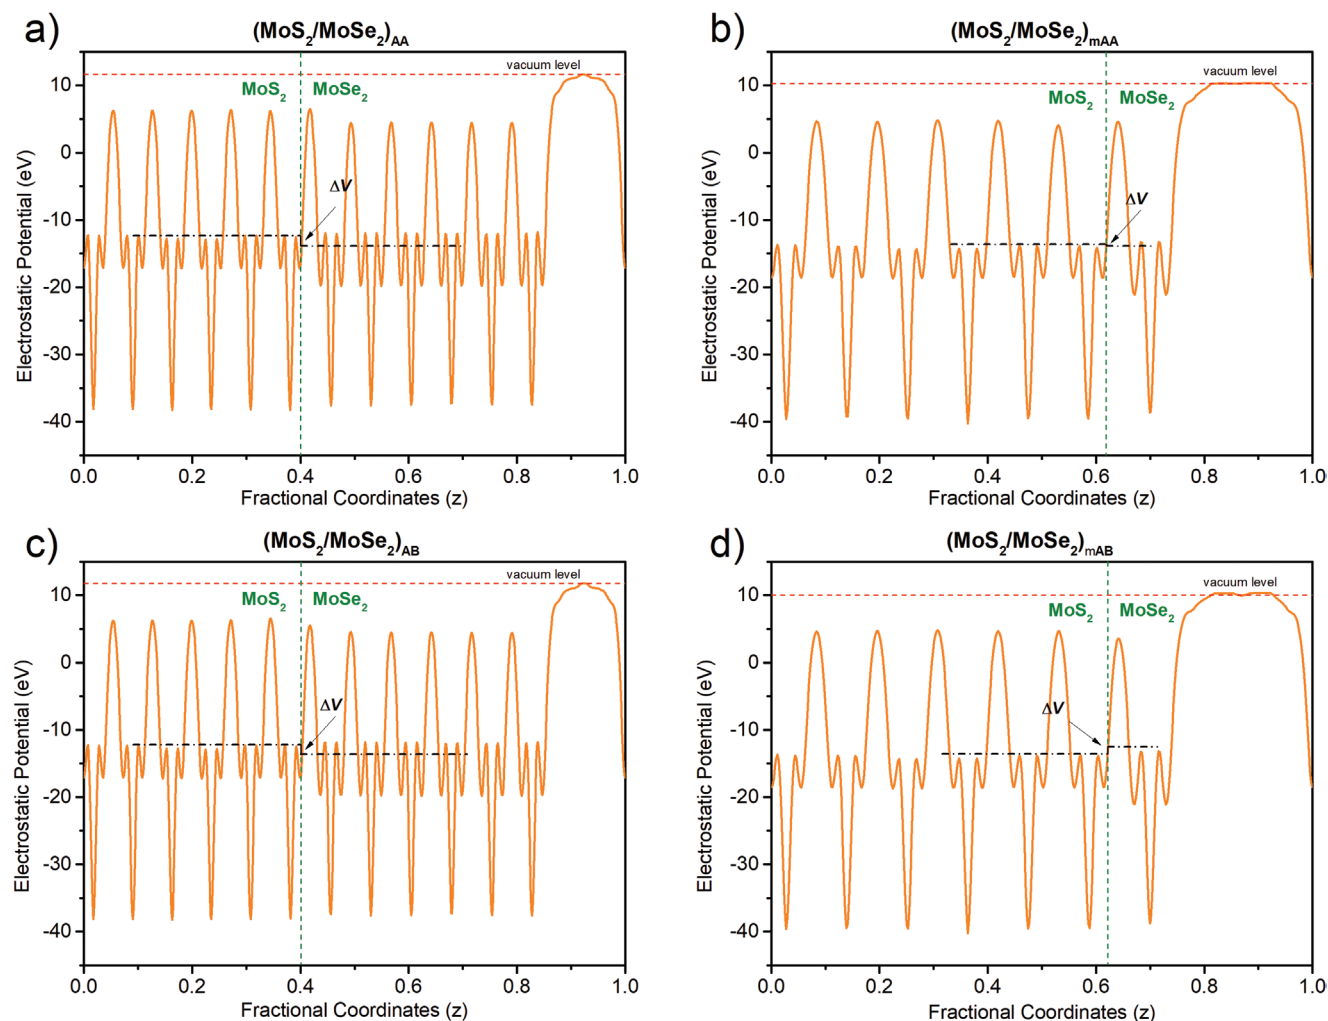 a)
(MoS2/MoSe2)AA
vacuum level
MoS2 MoSe2
ΔV
Electrostatic Potential (eV)
10
0
-10
-20
-30
-40
0.0 0.2 0.4 0.6 0.8 1.0
Fractional Coordinates (z)
b)
(MoS2/MoSe2)mAA
vacuum level
MoS2 MoSe2
ΔV
Electrostatic Potential (eV)
10
0
-10
-20
-30
-40
0.0 0.2 0.4 0.6 0.8 1.0
Fractional Coordinates (z)
c)
(MoS2/MoSe2)AB
vacuum level
MoS2 MoSe2
ΔV
Electrostatic Potential (eV)
10
0
-10
-20
-30
-40
0.0 0.2 0.4 0.6 0.8 1.0
Fractional Coordinates (z)
d)
(MoS2/MoSe2)mAB
vacuum level
MoS2 MoSe2
ΔV
Electrostatic Potential (eV)
10
0
-10
-20
-30
-40
0.0 0.2 0.4 0.6 0.8 1.0
Fractional Coordinates (z)